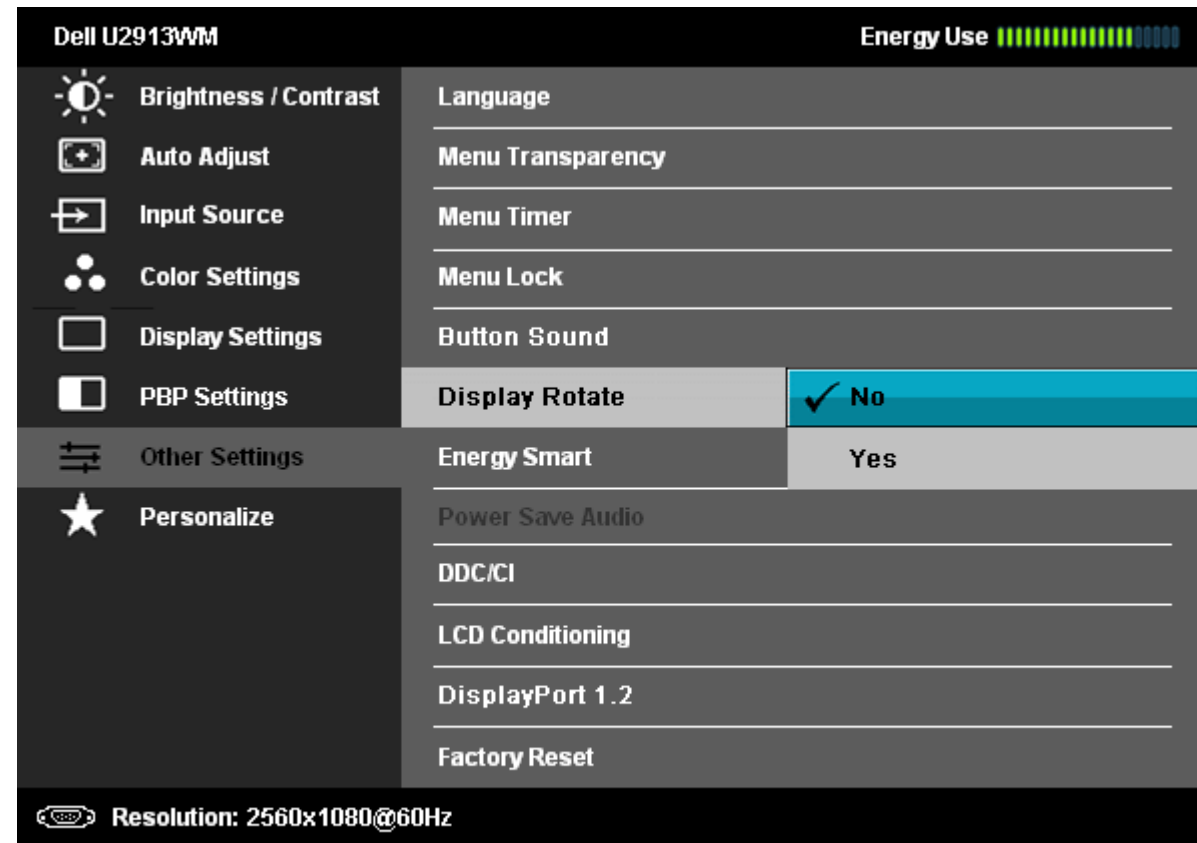 Dell U2913WM Energy Use
Brightness / Contrast Language
Auto Adjust Menu Transparency
Input Source Menu Timer
Color Settings Menu Lock
Display Settings Button Sound
PBP Settings Display Rotate No
Other Settings Energy Smart Yes
Personalize Power Save Audio
DDC/CI
LCD Conditioning
DisplayPort 1.2
Factory Reset
Resolution: 2560x1080@60Hz